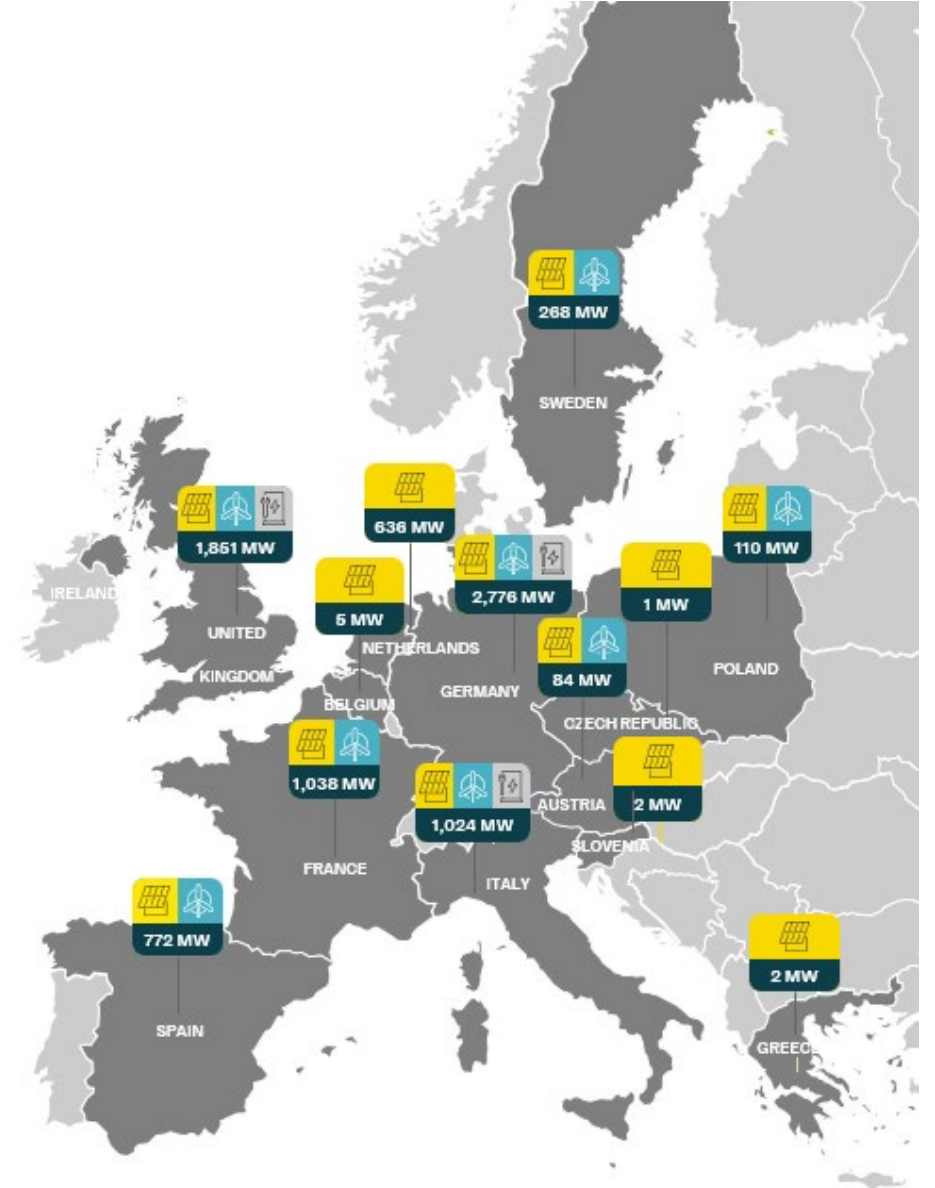 268 MW
SWEDEN
636 MW
1,851 MW
110 MW
2,776 MW
5 MW
1 MW
IRELAND
UNITED
KINGDOM
NETHERLANDS
84 MW
POLAND
GERMANY
BELGIUM
CZECH REPUBLIC
1,038 MW
1,024 MW
AUSTRIA
2 MW
SLOVENIA
FRANCE
ITALY
772 MW
2 MW
SPAIN
GREECE